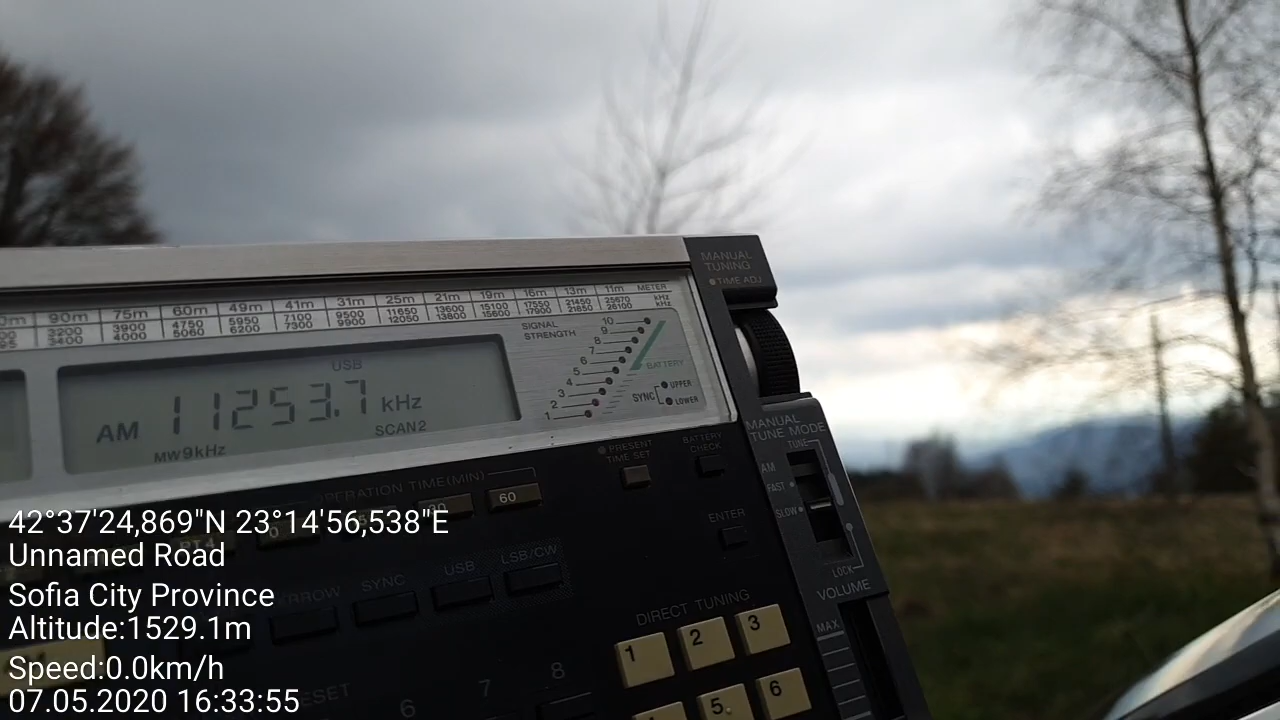 MANUAL
TUNING
TIME ADJ
90m 75m 60m 49m 41m 31m 25m 21m 19m 16m 13m 11m METER
3200 3900 4750 5950 7100 9500 11650 13600 15100 17550 21450 25670 kHz
3400 4000 5060 6200 7300 9900 12050 13800 15600 17900 21850 26100 kHz
SIGNAL
STRENGTH
10
9
8
7
6
5
4
3
2
1
BATTERY
SYNC UPPER
LOWER
USB
AM 11253.7 kHz
MW9kHz SCAN2
MANUAL
TUNE MODE
TUNE
AM
FAST
SLOW
LOCK
PRESENT
TIME SET
BATTERY
CHECK
OPERATION TIME(MIN)
60
ENTER
SYNC USB LSB/CW
VOLUME
MAX
DIRECT TUNING
1 2 3
5 6
6 7 8
42°37'24,869"N 23°14'56,538"E
Unnamed Road
Sofia City Province
Altitude:1529.1m
Speed:0.0km/h
07.05.2020 16:33:55